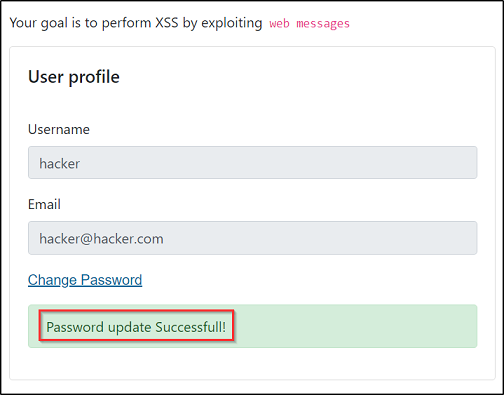 Your goal is to perform XSS by exploiting web messages
User profile
Username
hacker
Email
hacker@hacker.com
Change Password
Password update Successfull!